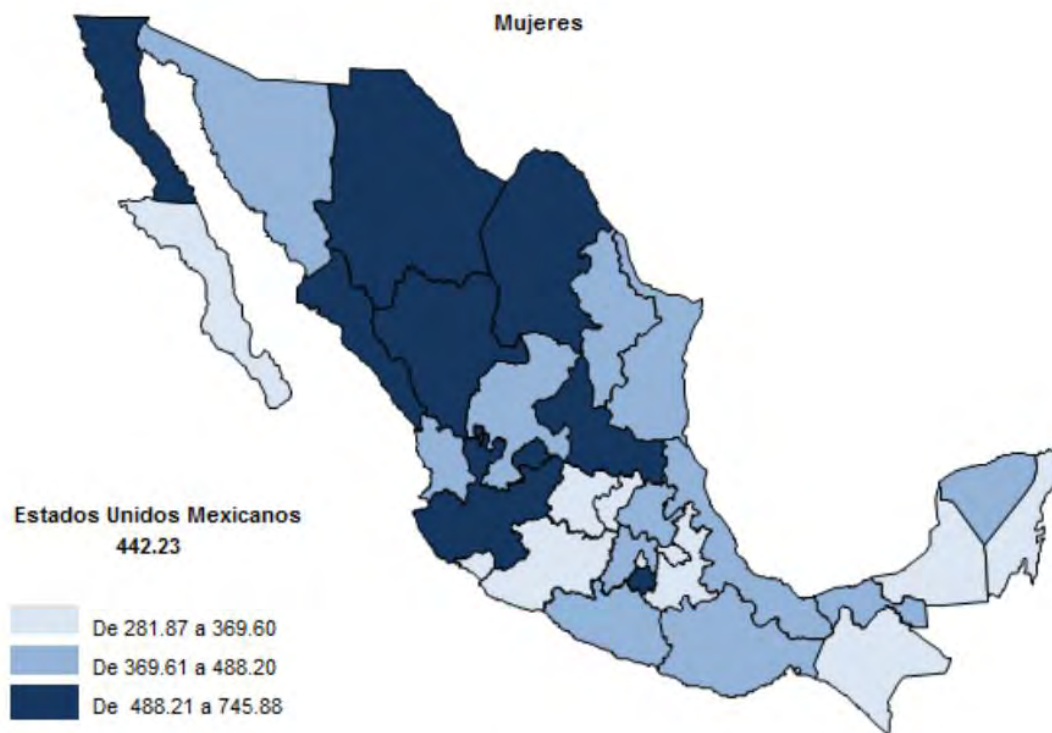 Mujeres
Estados Unidos Mexicanos
442.23
De 281.87 a 369.60
De 369.61 a 488.20
De 488.21 a 745.88